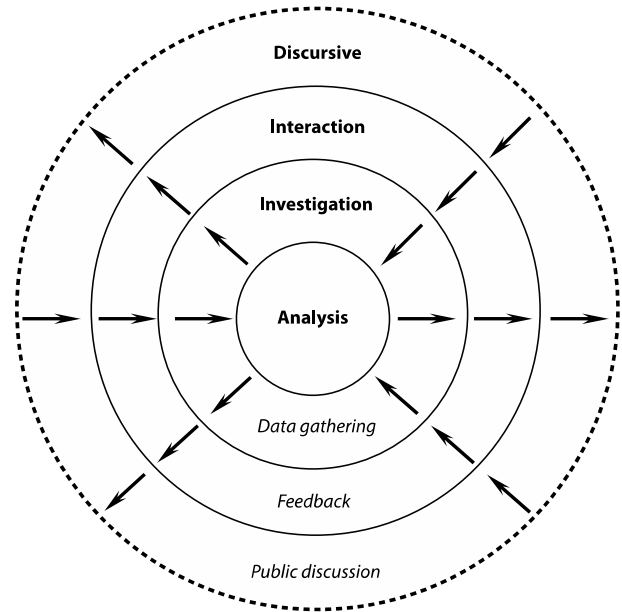 Discursive
Interaction
Investigation
Analysis
Data gathering
Feedback
Public discussion